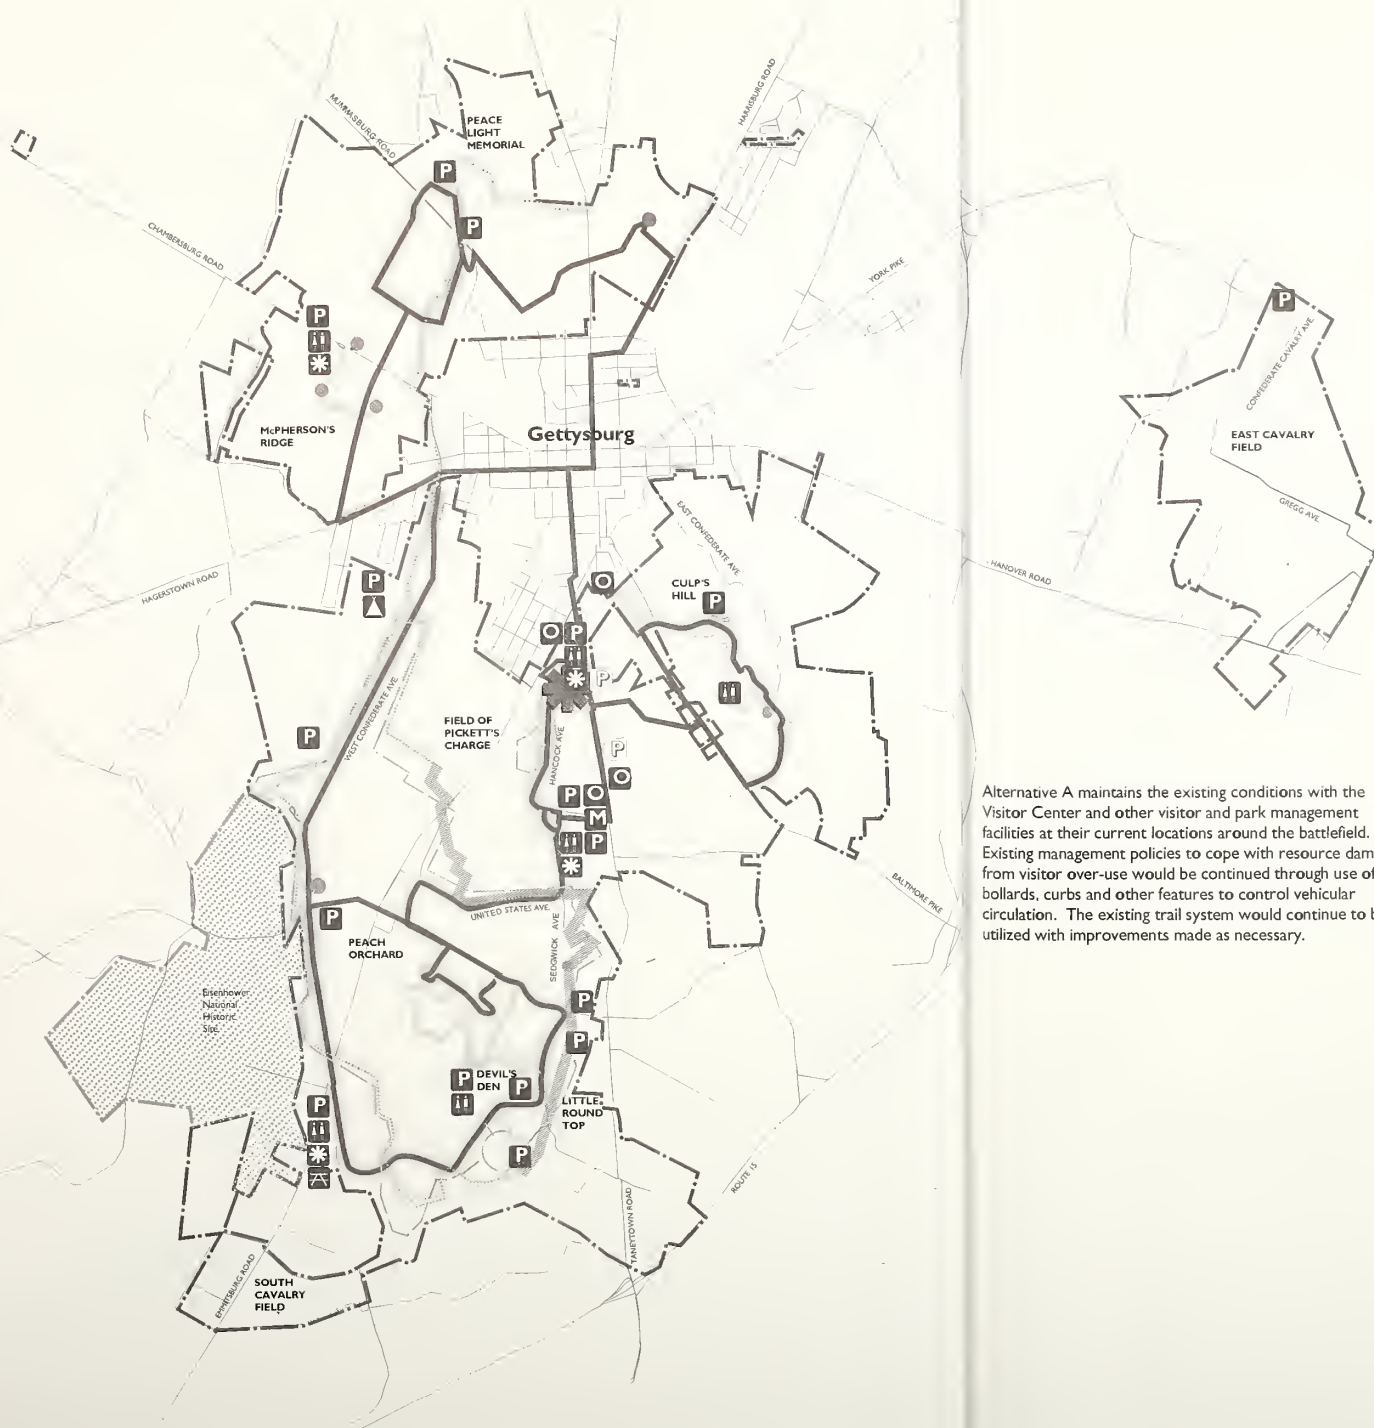 PEACE
LIGHT
MEMORIAL
MUMMASBURG ROAD
HARRISBURG ROAD
P
P
CHAMBERSBURG ROAD
YORK PIKE
P
P
CONFEDERATE CAVALRY AVE.
McPHERSON'S
RIDGE
Gettysburg
EAST CAVALRY
FIELD
GREGG AVE.
EAST CONFEDERATE AVE.
HANOVER ROAD
HAGERSTOWN ROAD
P
O
CULP'S
HILL
P
O P
P
WEST CONFEDERATE AVE.
FIELD OF
PICKETT'S
CHARGE
P
HANCOCK AVE
P
O
P O
M
P
Alternative A maintains the existing conditions with the
Visitor Center and other visitor and park management
facilities at their current locations around the battlefield.
Existing management policies to cope with resource dam
from visitor over-use would be continued through use of
bollards, curbs and other features to control vehicular
circulation. The existing trail system would continue to b
utilized with improvements made as necessary.
BALTIMORE PIKE
P
UNITED STATES AVE.
SEDGWICK AVE
PEACH
ORCHARD
Eisenhower
National
Historic
Site
P
P
P
DEVIL'S
DEN
P
P
LITTLE
ROUND
TOP
P
ROUTE 15
TANEYTOWN ROAD
EMMITSBURG ROAD
SOUTH
CAVALRY
FIELD